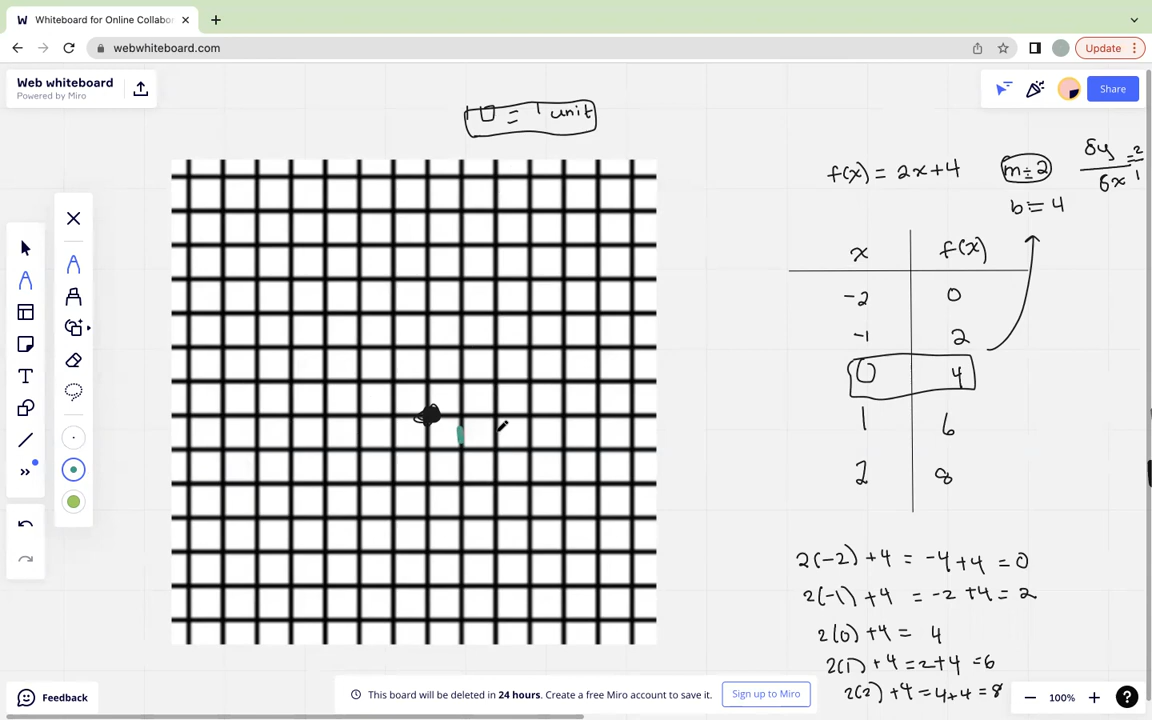 Whiteboard for Online Collabo
webwhiteboard.com
Update
Web whiteboard
Powered by Miro
Share
1□ = 1 unit
f(x) = 2x+4
m = 2
b = 4
δy/δx = 2/1
x f(x)
-2 0
-1 2
0 4
1 6
2 8
2(-2) +4 = -4+4 = 0
2(-1) +4 = -2 +4 = 2
2(0) +4 = 4
2(1) +4 = 2+4 = 6
2(2) +4 = 4+4 = 8
Feedback
This board will be deleted in 24 hours. Create a free Miro account to save it.
Sign up to Miro
100%